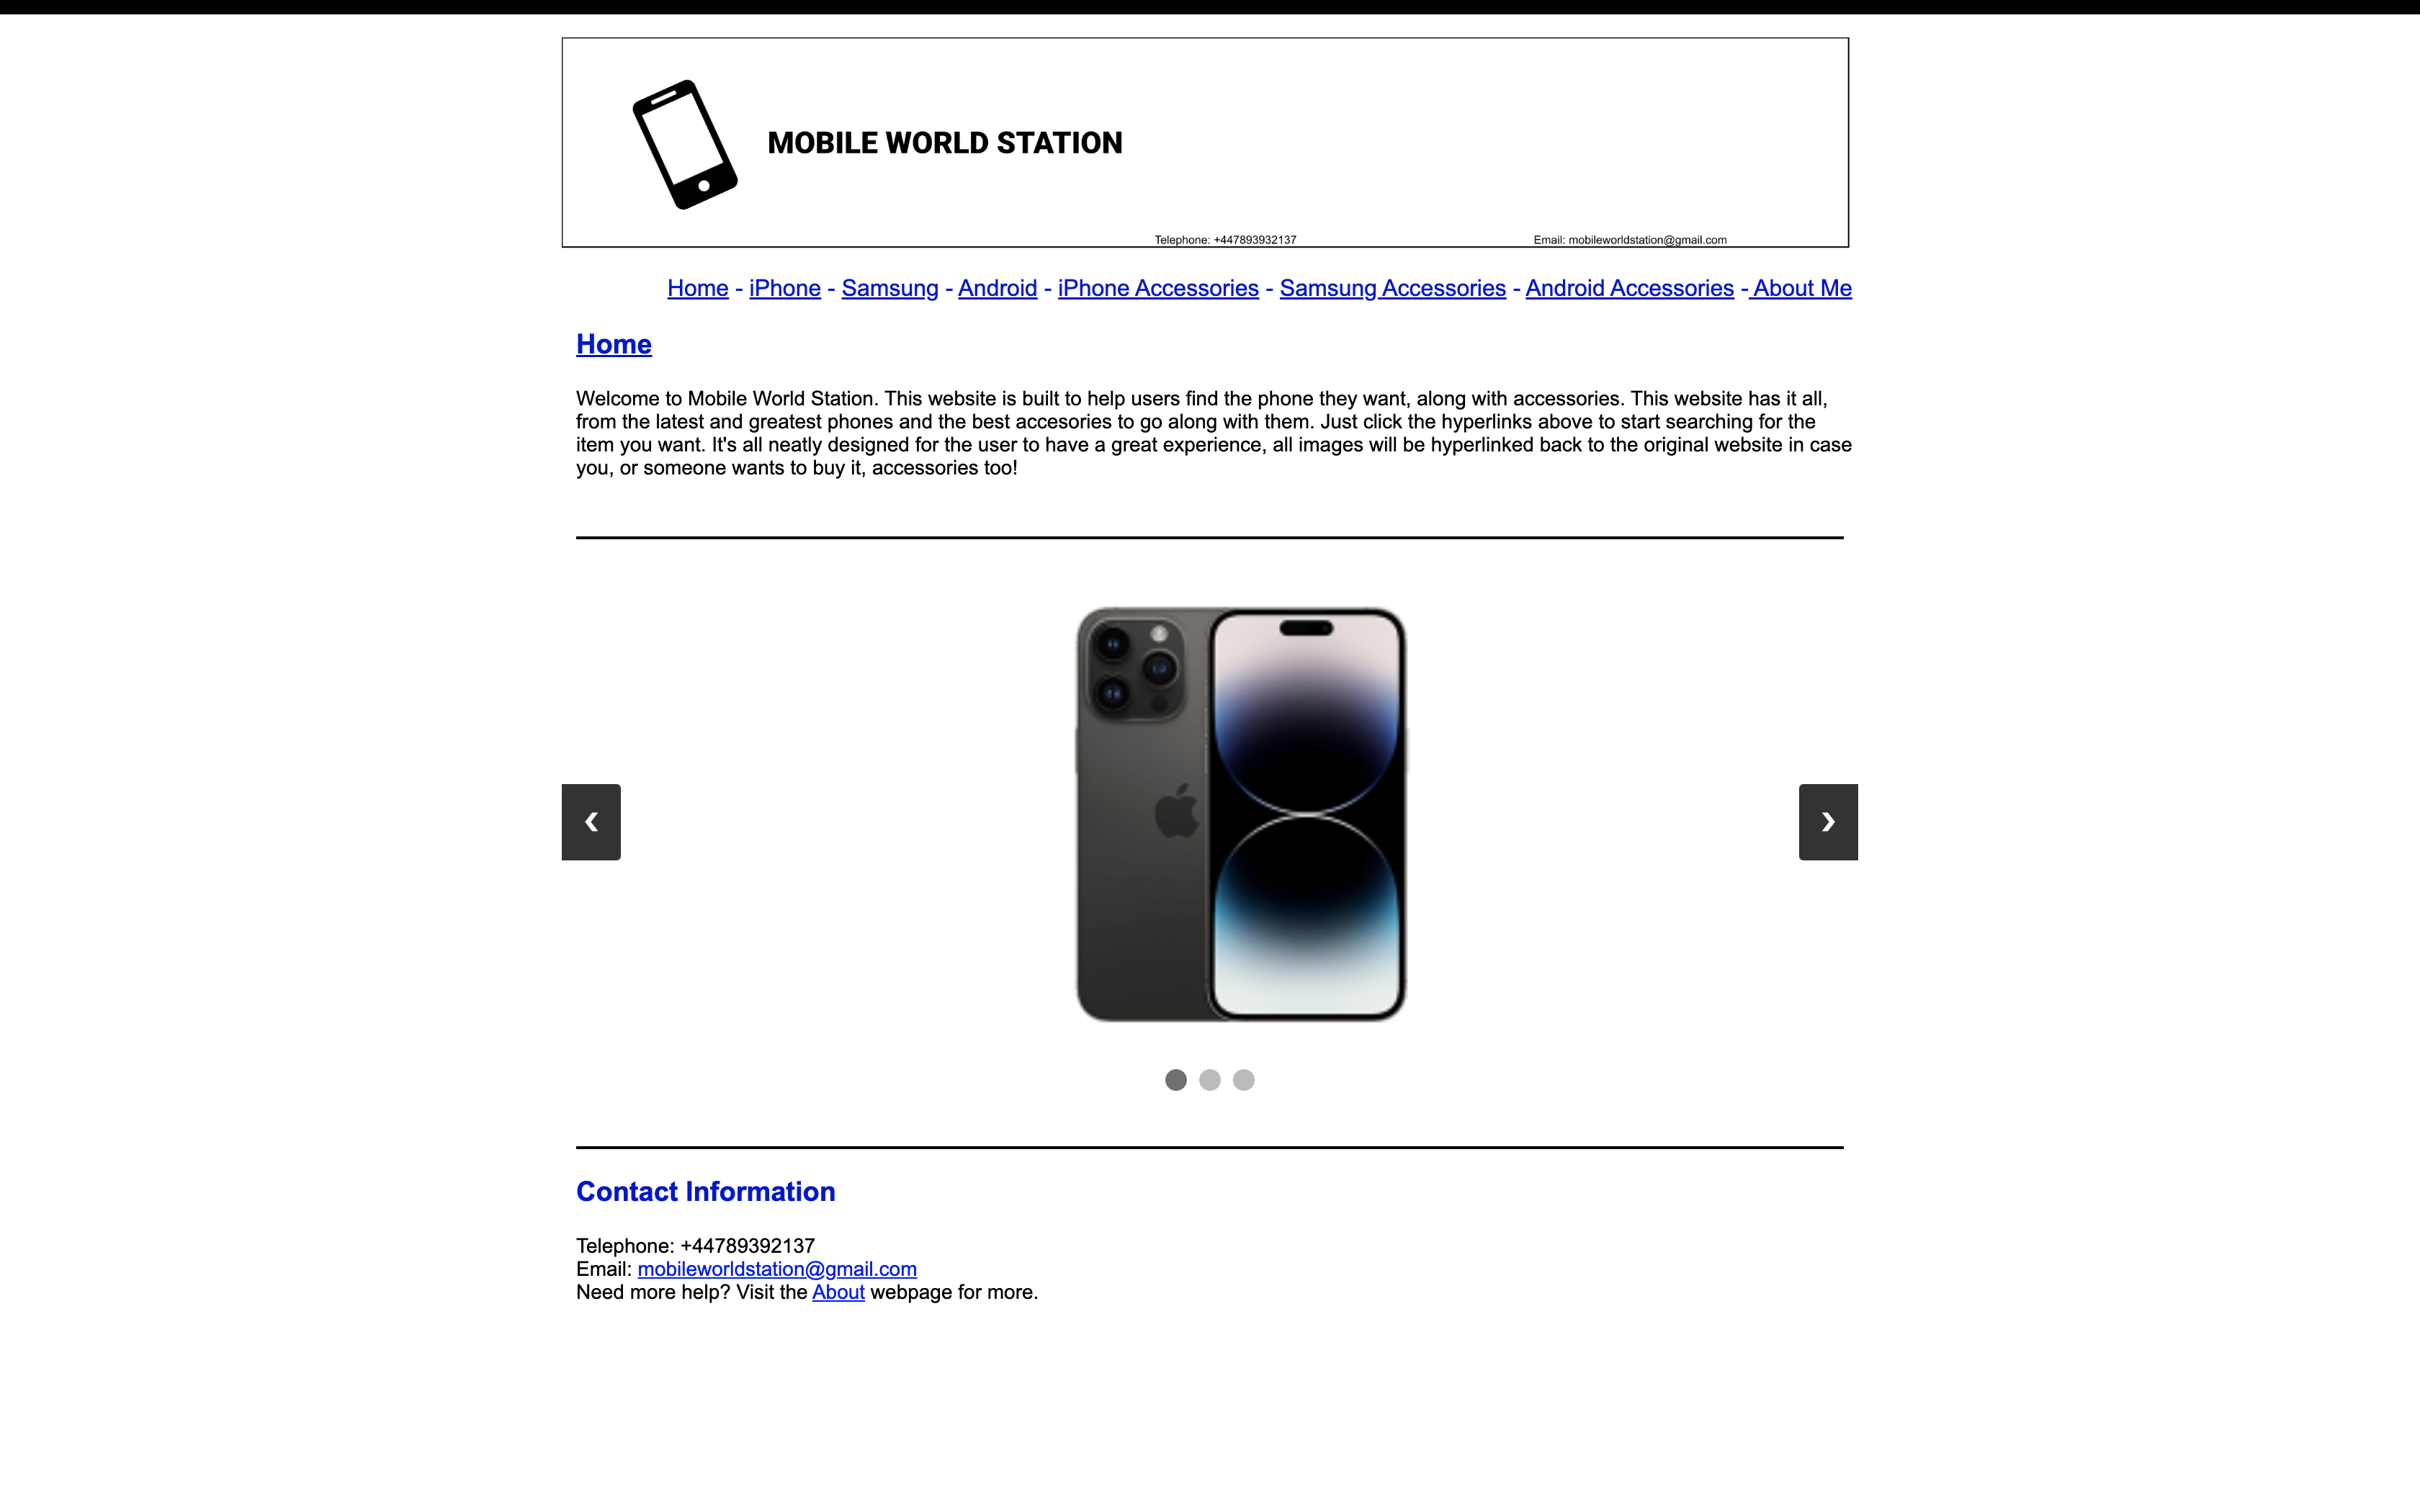 MOBILE WORLD STATION
Telephone: +447893932137 Email: mobileworldstation@gmail.com
Home - iPhone - Samsung - Android - iPhone Accessories - Samsung Accessories - Android Accessories - About Me
Home
Welcome to Mobile World Station. This website is built to help users find the phone they want, along with accessories. This website has it all,
from the latest and greatest phones and the best accesories to go along with them. Just click the hyperlinks above to start searching for the
item you want. It's all neatly designed for the user to have a great experience, all images will be hyperlinked back to the original website in case
you, or someone wants to buy it, accessories too!
❮ ❯
Contact Information
Telephone: +44789392137
Email: mobileworldstation@gmail.com
Need more help? Visit the About webpage for more.